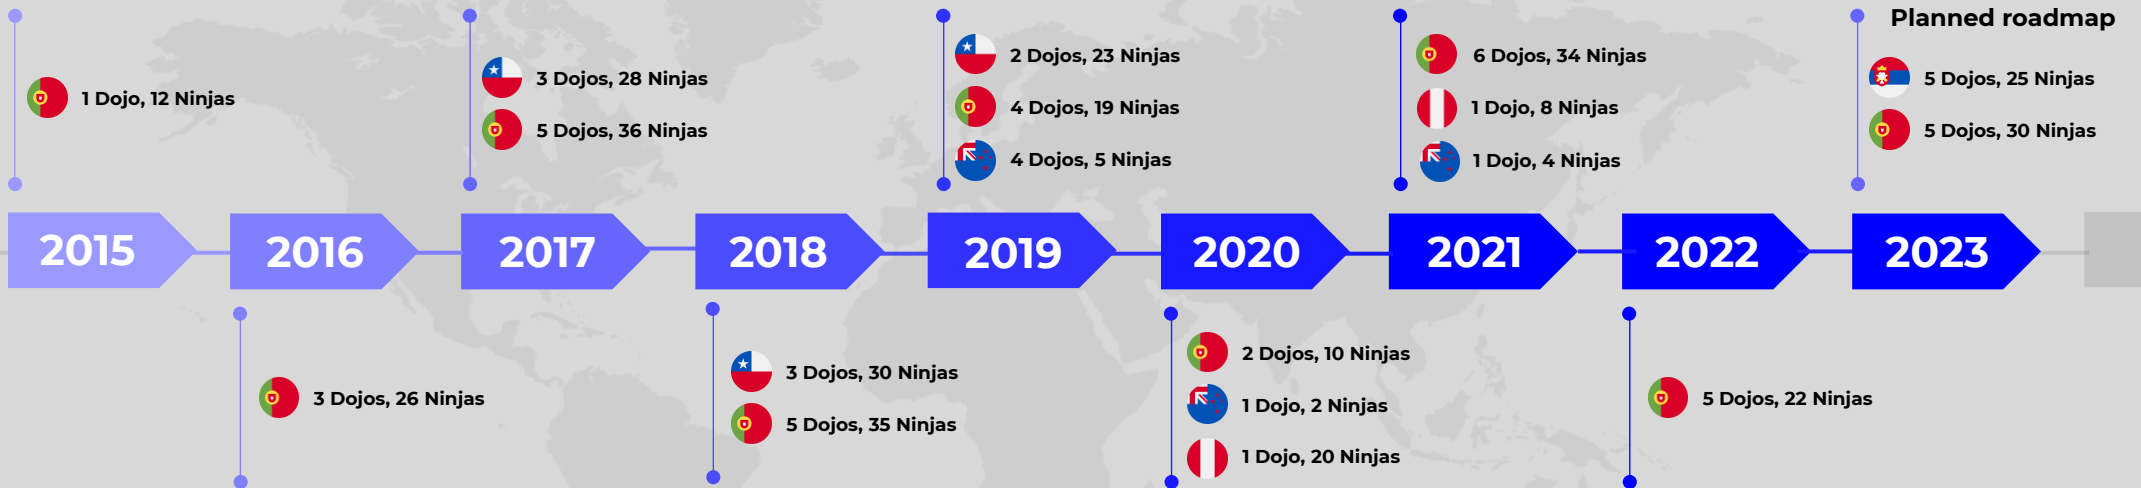 Planned roadmap
1 Dojo, 12 Ninjas
3 Dojos, 28 Ninjas
5 Dojos, 36 Ninjas
2 Dojos, 23 Ninjas
4 Dojos, 19 Ninjas
4 Dojos, 5 Ninjas
6 Dojos, 34 Ninjas
1 Dojo, 8 Ninjas
1 Dojo, 4 Ninjas
5 Dojos, 25 Ninjas
5 Dojos, 30 Ninjas
2015
2016
2017
2018
2019
2020
2021
2022
2023
3 Dojos, 26 Ninjas
3 Dojos, 30 Ninjas
5 Dojos, 35 Ninjas
2 Dojos, 10 Ninjas
1 Dojo, 2 Ninjas
1 Dojo, 20 Ninjas
5 Dojos, 22 Ninjas